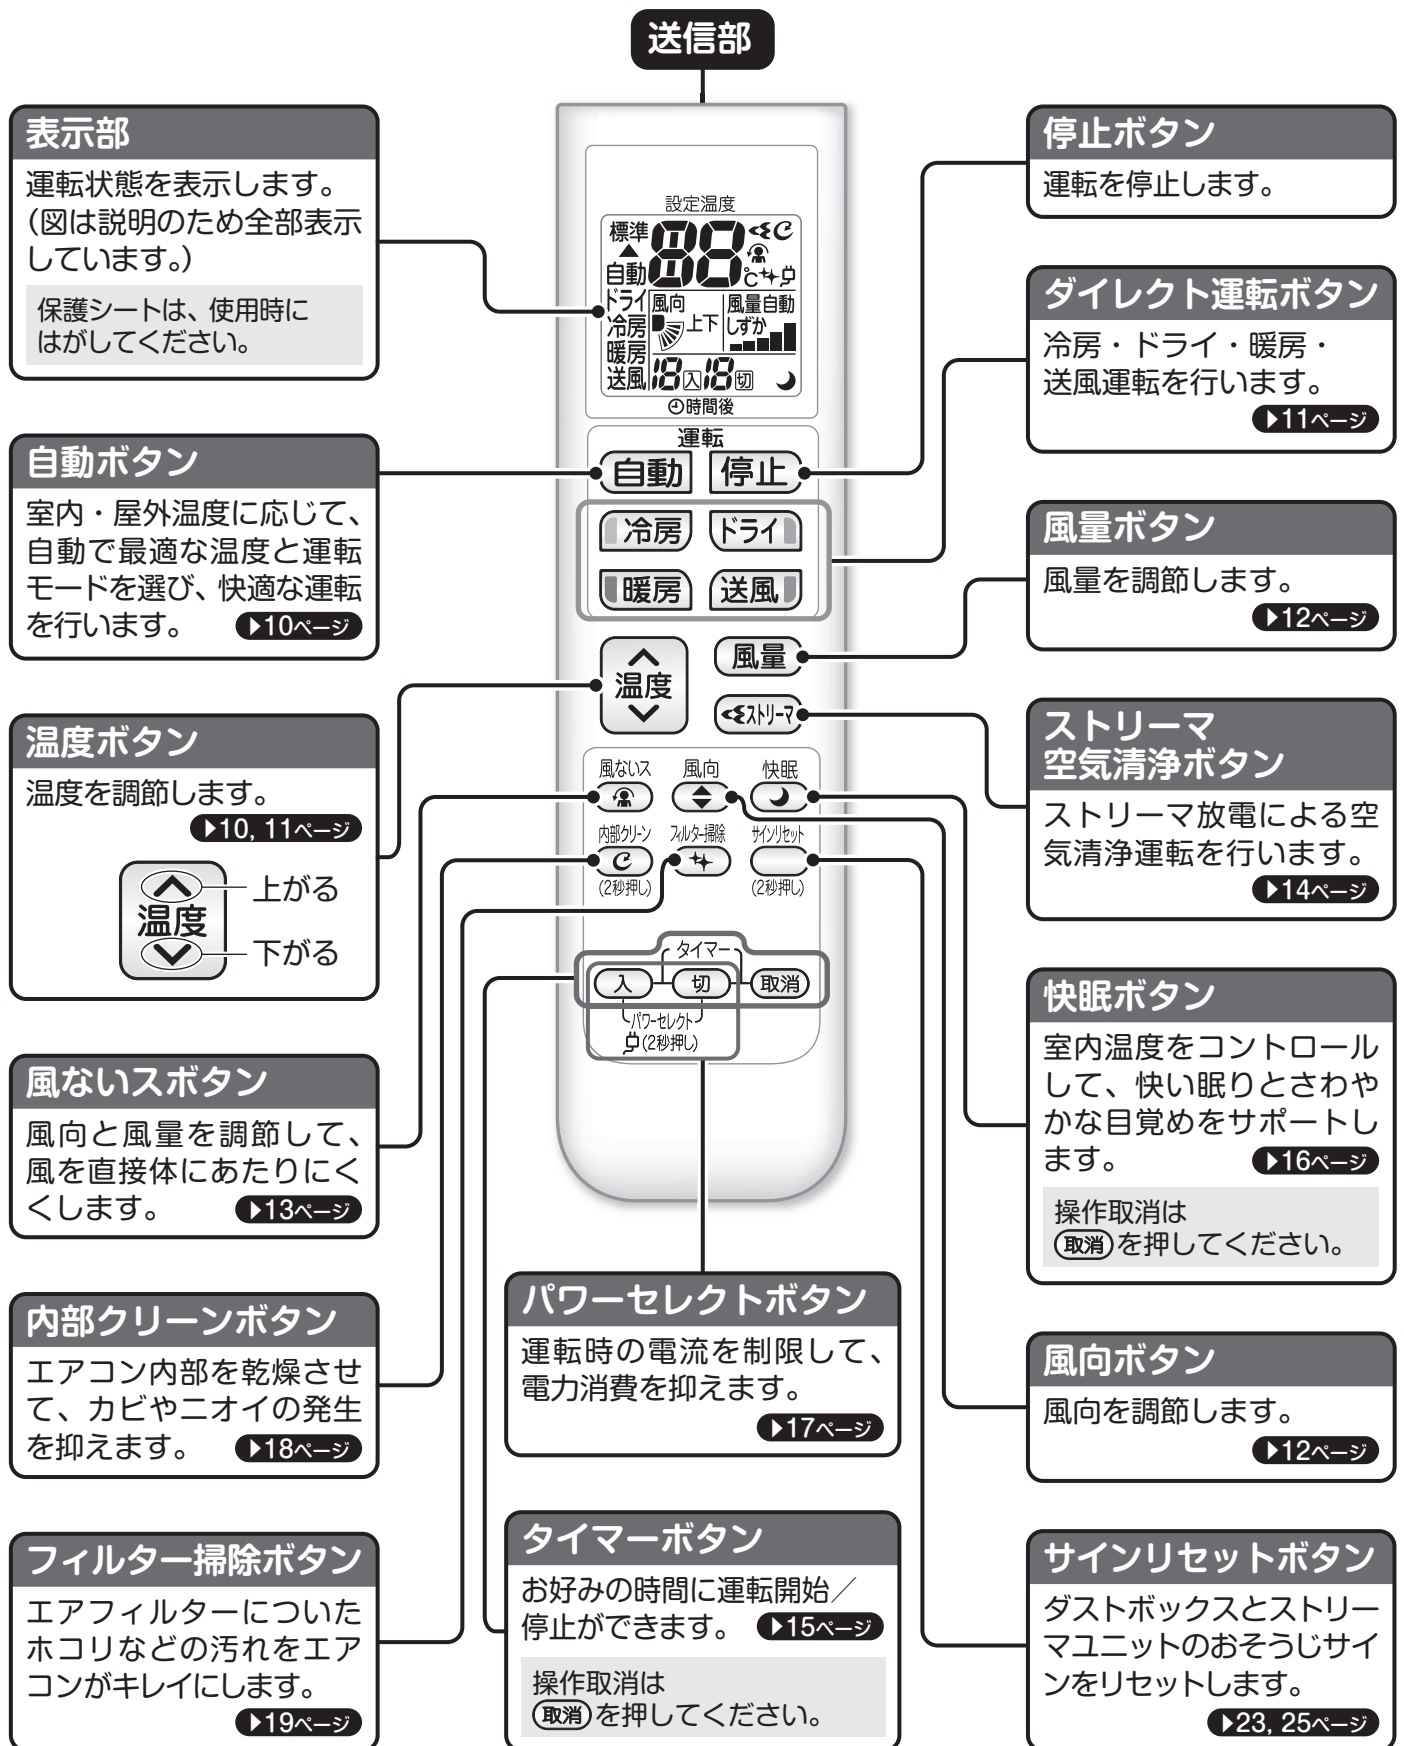 送信部
表示部
運転状態を表示します。
(図は説明のため全部表示
しています。)
保護シートは、使用時に
はがしてください。
自動ボタン
室内・屋外温度に応じて、
自動で最適な温度と運転
モードを選び、快適な運転
を行います。 ▶10ページ
温度ボタン
温度を調節します。
▶10, 11ページ
温度
上がる
下がる
風ないスボタン
風向と風量を調節して、
風を直接体にあたりにく
くします。 ▶13ページ
内部クリーンボタン
エアコン内部を乾燥させ
て、カビやニオイの発生
を抑えます。 ▶18ページ
フィルター掃除ボタン
エアフィルターについた
ホコリなどの汚れをエア
コンがキレイにします。
▶19ページ
設定温度
標準 88
自動 ℃
ドライ 風向 風量自動
冷房 上下 しずか
暖房
送風 18 入 18 切
時間後
運転
自動 停止
冷房 ドライ
暖房 送風
温度 風量
ストリーマ
風ないス 風向 快眠
内部クリーン フィルター掃除 サインリセット
(2秒押し) (2秒押し)
タイマー
入 切 取消
パワーセレクト
(2秒押し)
パワーセレクトボタン
運転時の電流を制限して、
電力消費を抑えます。
▶17ページ
タイマーボタン
お好みの時間に運転開始／
停止ができます。 ▶15ページ
操作取消は
取消を押してください。
停止ボタン
運転を停止します。
ダイレクト運転ボタン
冷房・ドライ・暖房・
送風運転を行います。
▶11ページ
風量ボタン
風量を調節します。
▶12ページ
ストリーマ
空気清浄ボタン
ストリーマ放電による空
気清浄運転を行います。
▶14ページ
快眠ボタン
室内温度をコントロール
して、快い眠りとさわや
かな目覚めをサポートし
ます。 ▶16ページ
操作取消は
取消を押してください。
風向ボタン
風向を調節します。
▶12ページ
サインリセットボタン
ダストボックスとストリー
マユニットのおそうじサイ
ンをリセットします。
▶23, 25ページ